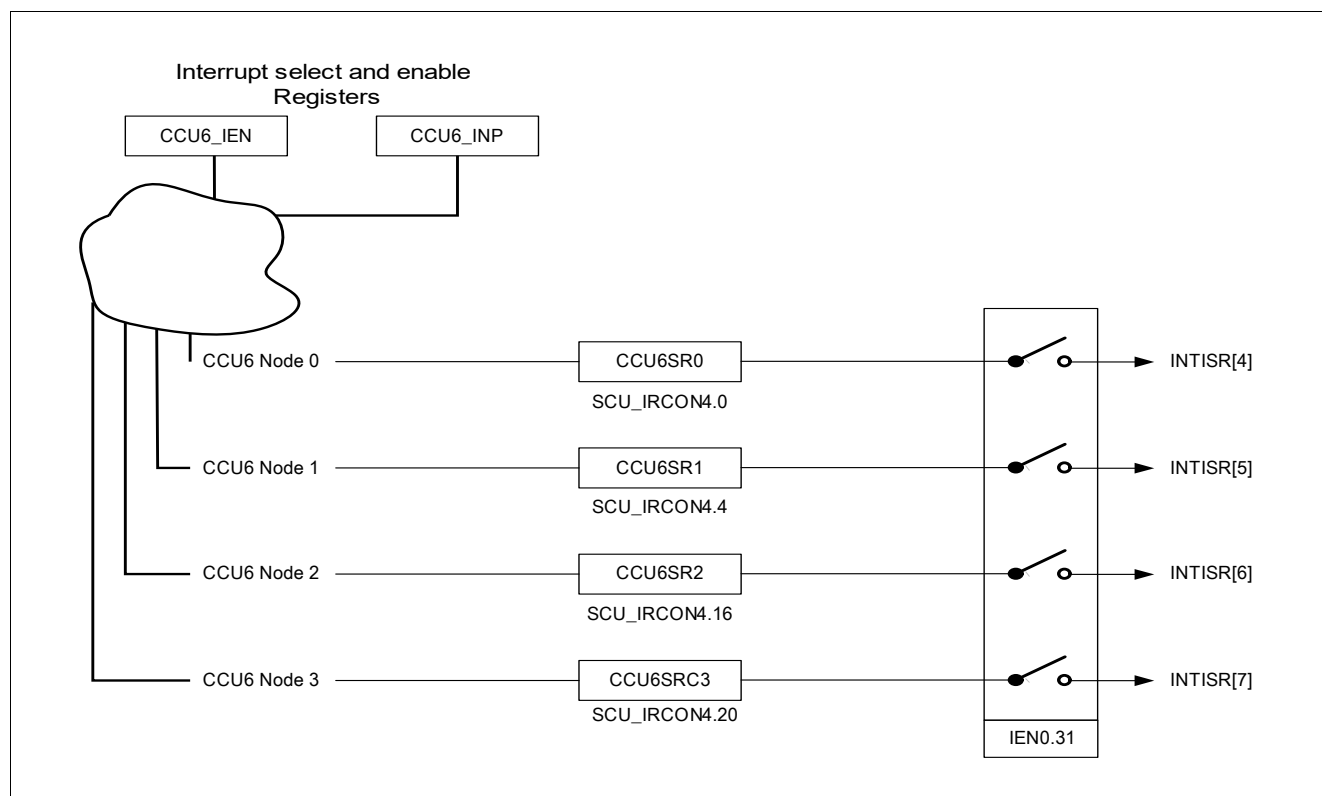 Interrupt select and enable
Registers
CCU6_IEN
CCU6_INP
CCU6 Node 0
CCU6SR0
INTISR[4]
SCU_IRCON4.0
CCU6 Node 1
CCU6SR1
INTISR[5]
SCU_IRCON4.4
CCU6 Node 2
CCU6SR2
INTISR[6]
SCU_IRCON4.16
CCU6 Node 3
CCU6SRC3
INTISR[7]
SCU_IRCON4.20
IEN0.31